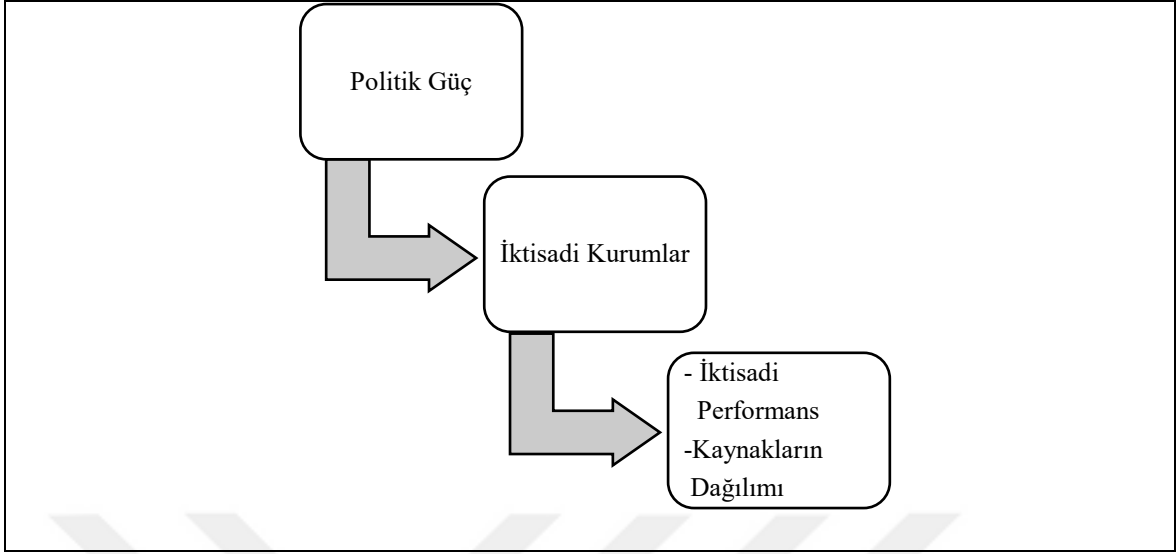 Politik Güç
İktisadi Kurumlar
- İktisadi
Performans
-Kaynakların
Dağılımı